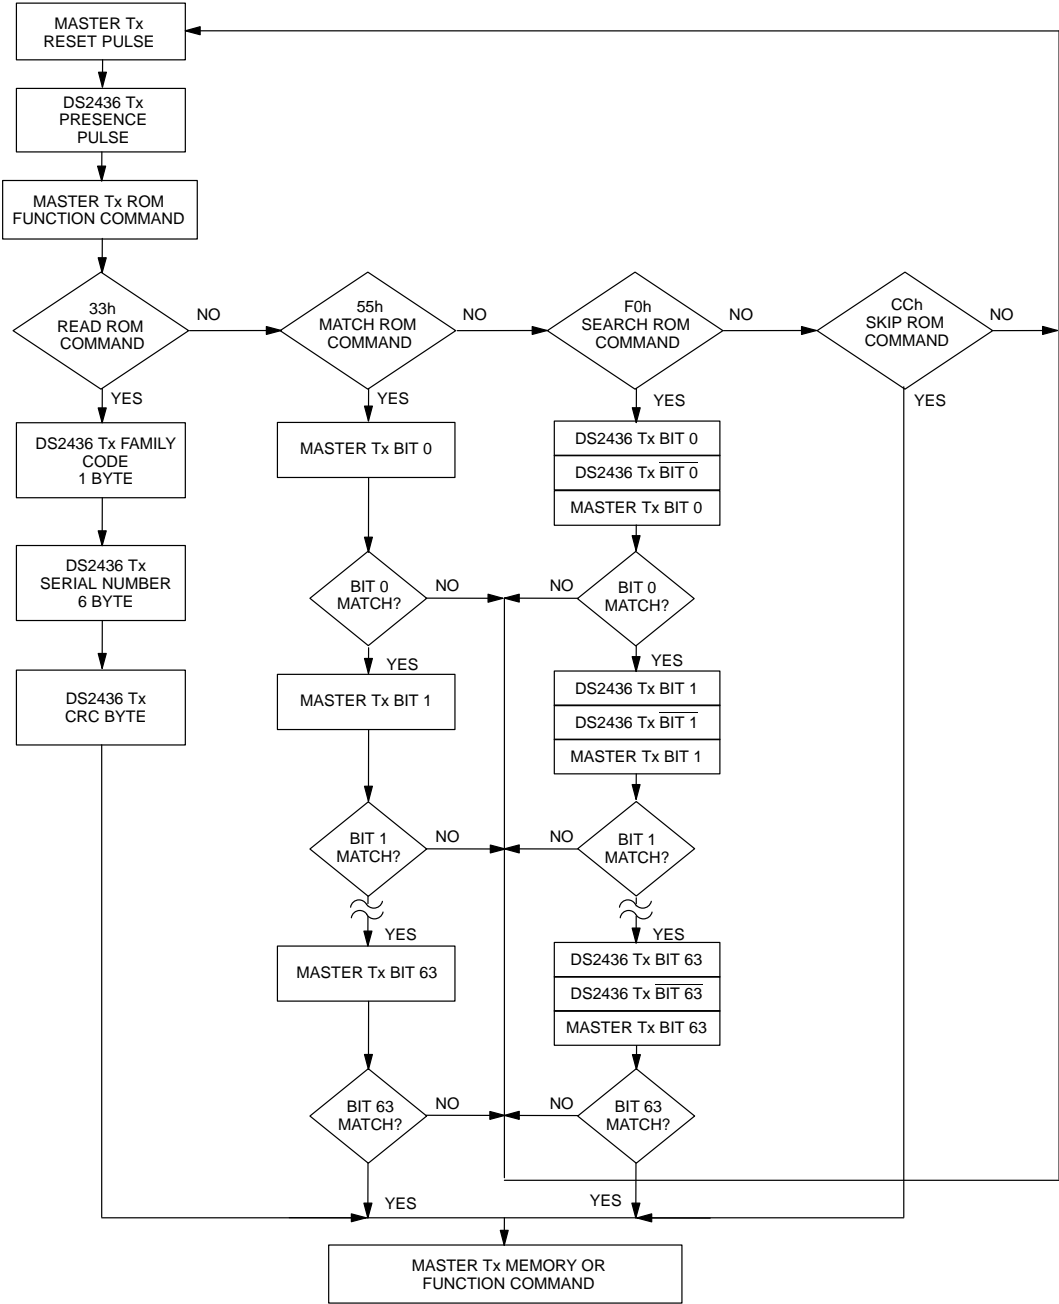 MASTER Tx
RESET PULSE
DS2436 Tx
PRESENCE
PULSE
MASTER Tx ROM
FUNCTION COMMAND
33h
READ ROM
COMMAND
NO
55h
MATCH ROM
COMMAND
NO
F0h
SEARCH ROM
COMMAND
NO
CCh
SKIP ROM
COMMAND
NO
YES
YES
YES
YES
DS2436 Tx FAMILY
CODE
1 BYTE
DS2436 Tx
SERIAL NUMBER
6 BYTE
DS2436 Tx
CRC BYTE
MASTER Tx BIT 0
BIT 0
MATCH?
NO
YES
MASTER Tx BIT 1
BIT 1
MATCH?
NO
YES
MASTER Tx BIT 63
BIT 63
MATCH?
NO
YES
DS2436 Tx BIT 0
DS2436 Tx B̅I̅T̅ ̅0̅
MASTER Tx BIT 0
BIT 0
MATCH?
NO
YES
DS2436 Tx BIT 1
DS2436 Tx B̅I̅T̅ ̅1̅
MASTER Tx BIT 1
BIT 1
MATCH?
NO
YES
DS2436 Tx BIT 63
DS2436 Tx B̅I̅T̅ ̅6̅3̅
MASTER Tx BIT 63
BIT 63
MATCH?
NO
YES
MASTER Tx MEMORY OR
FUNCTION COMMAND